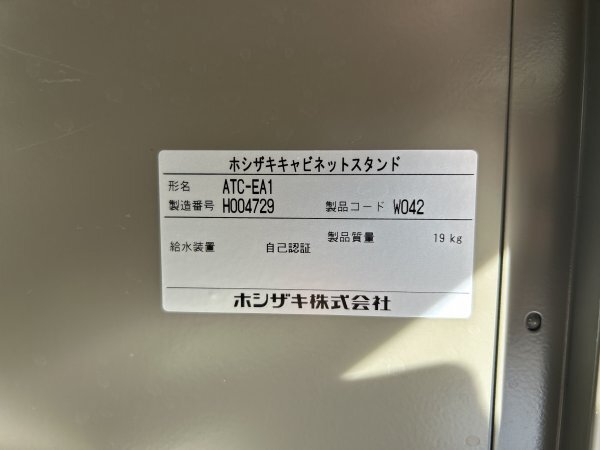 ホシザキキャビネットスタンド
形名 ATC-EA1
製造番号 H004729 製品コード W042
製品質量 19 kg
給水装置 自己認証
ホシザキ株式会社